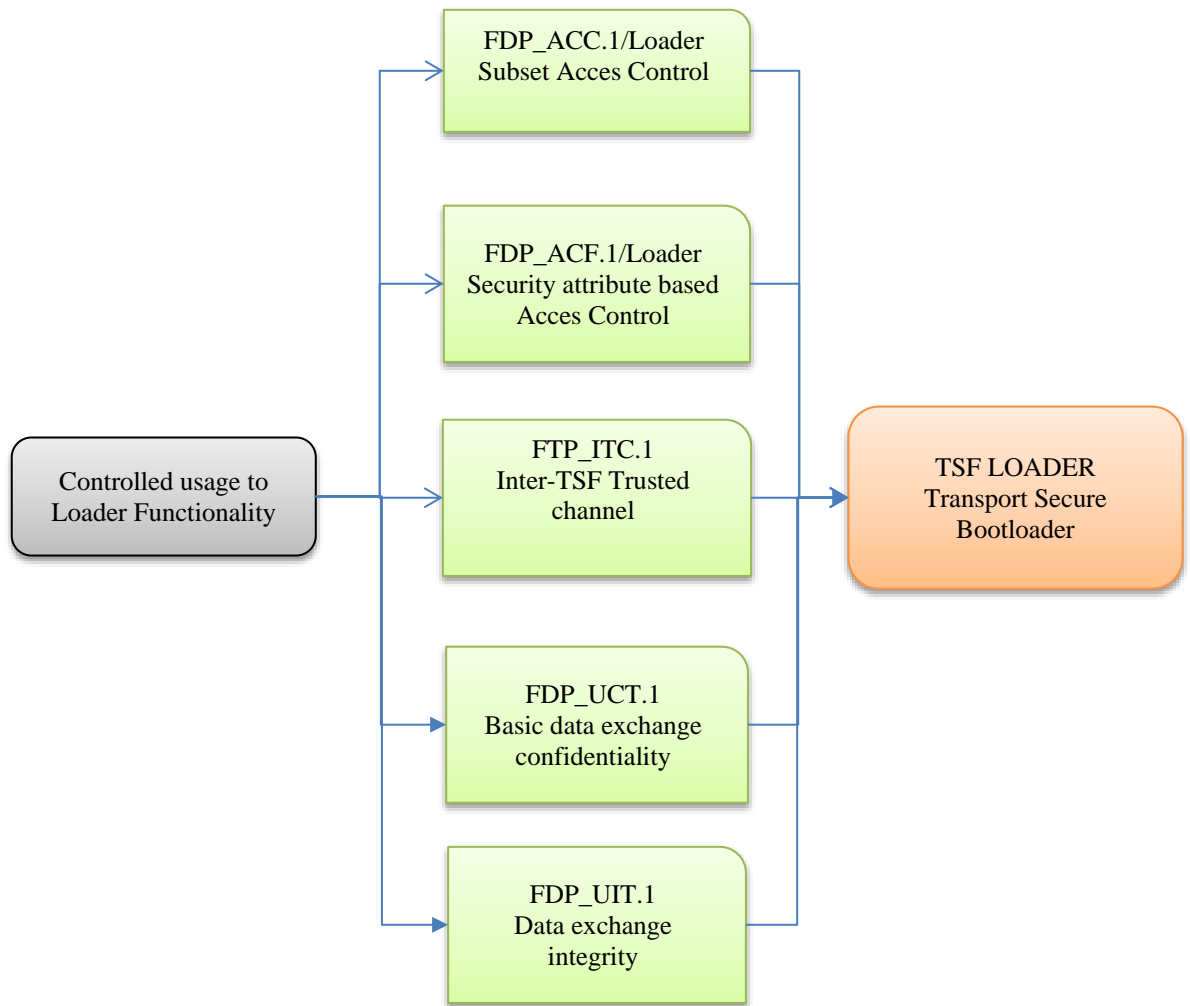 FDP_ACC.1/Loader
Subset Acces Control
FDP_ACF.1/Loader
Security attribute based
Acces Control
Controlled usage to
Loader Functionality
FTP_ITC.1
Inter-TSF Trusted
channel
TSF LOADER
Transport Secure
Bootloader
FDP_UCT.1
Basic data exchange
confidentiality
FDP_UIT.1
Data exchange
integrity